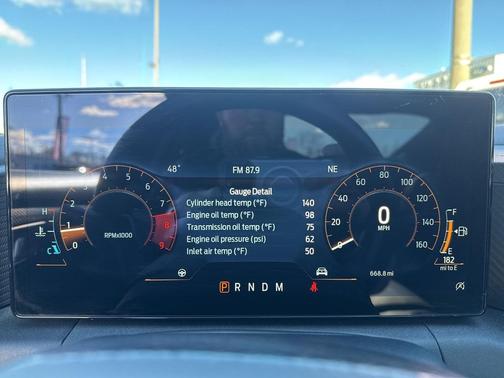 48° FM 87.9 NE
Gauge Detail
Cylinder head temp (°F) 140
Engine oil temp (°F) 98
Transmission oil temp (°F) 75
Engine oil pressure (psi) 62
Inlet air temp (°F) 50
H
C
0 1 2 3 4 5 6 7 8 9
RPMx1000
0 20 40 60 80 100 120 140 160
0
MPH
F
E
182
mi to E
668.8 mi
P R N D M